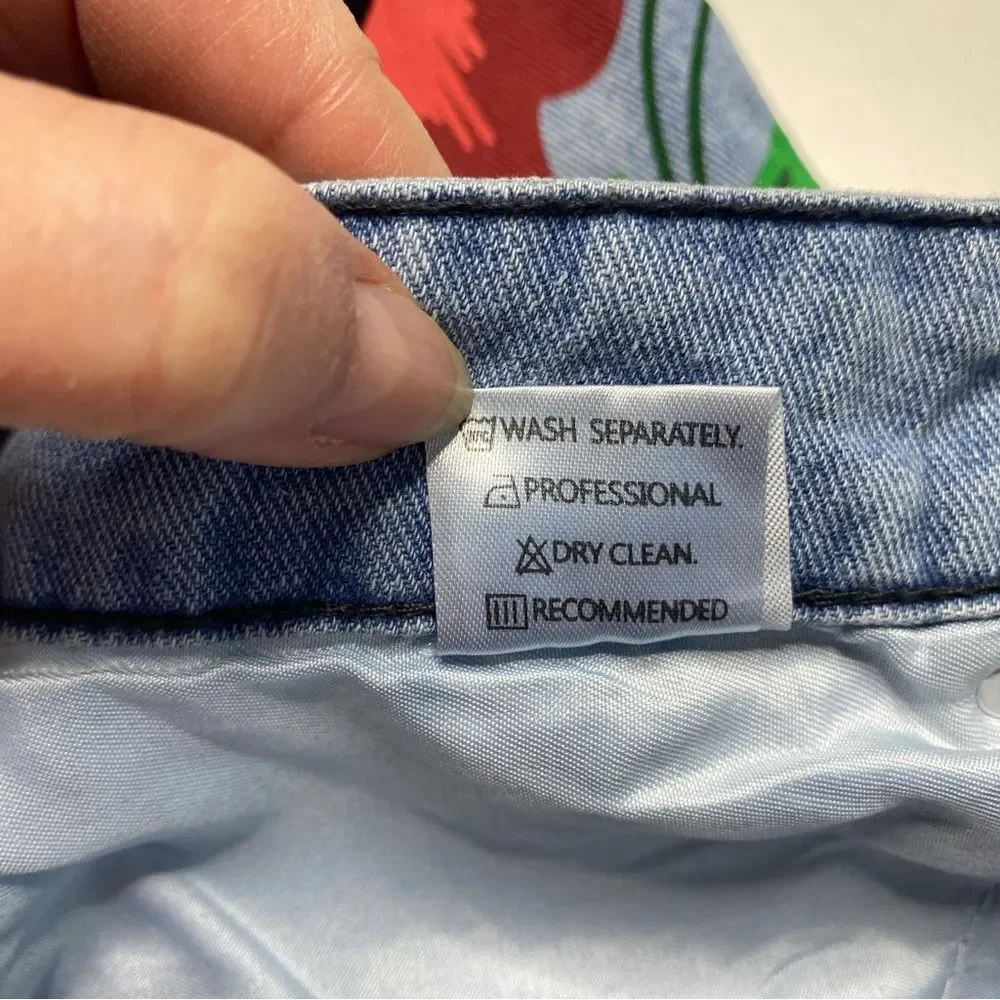 WASH SEPARATELY.
PROFESSIONAL
DRY CLEAN.
RECOMMENDED